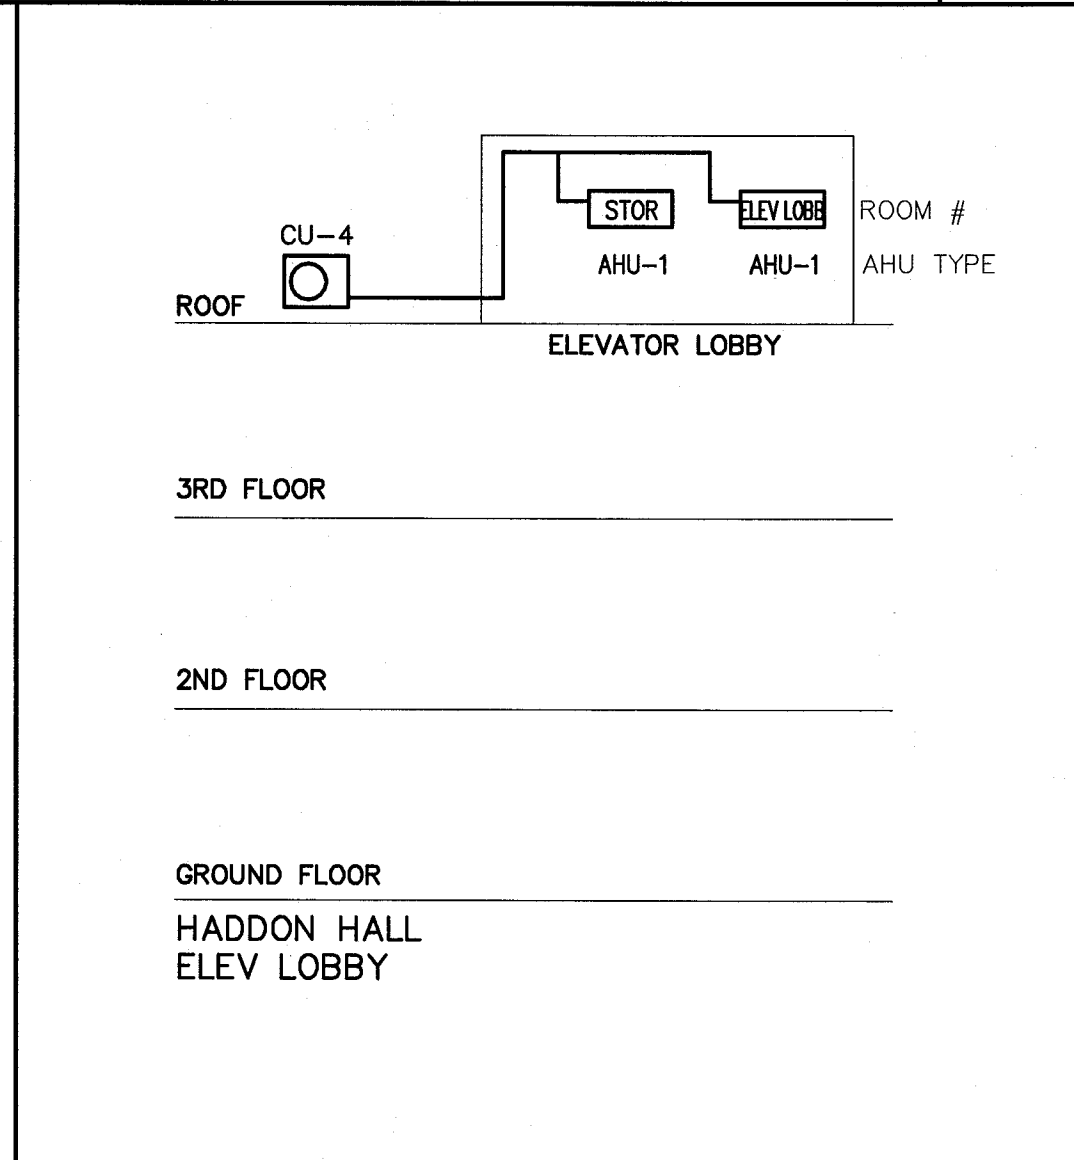 CU-4
STOR
ELEV LOBB
ROOM #
AHU-1
AHU-1
AHU TYPE
ROOF
ELEVATOR LOBBY
3RD FLOOR
2ND FLOOR
GROUND FLOOR
HADDON HALL
ELEV LOBBY